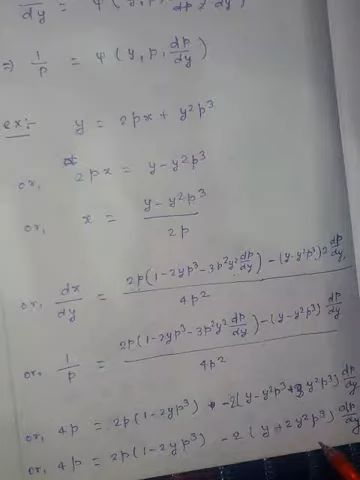 dy = ψ(y, p, dp/dy)
⇒ 1/p = ψ(y, p, dp/dy)
ex:- y = 2px + y²p³
or, 2px = y - y²p³
or, x = (y - y²p³)/2p
or, dx/dy = (2p(1 - 2yp³ - 3p²y² dp/dy) - (y - y²p³)2 dp/dy)/4p²
or, 1/p = (2p(1 - 2yp³ - 3p²y² dp/dy) - (y - y²p³) dp/dy)/4p²
or, 4p = 2p(1 - 2yp³) - 2(y - y²p³ + 3y²p³) dp/dy
or, 4p = 2p(1 - 2yp³) - 2(y + 2y²p³) dp/dy